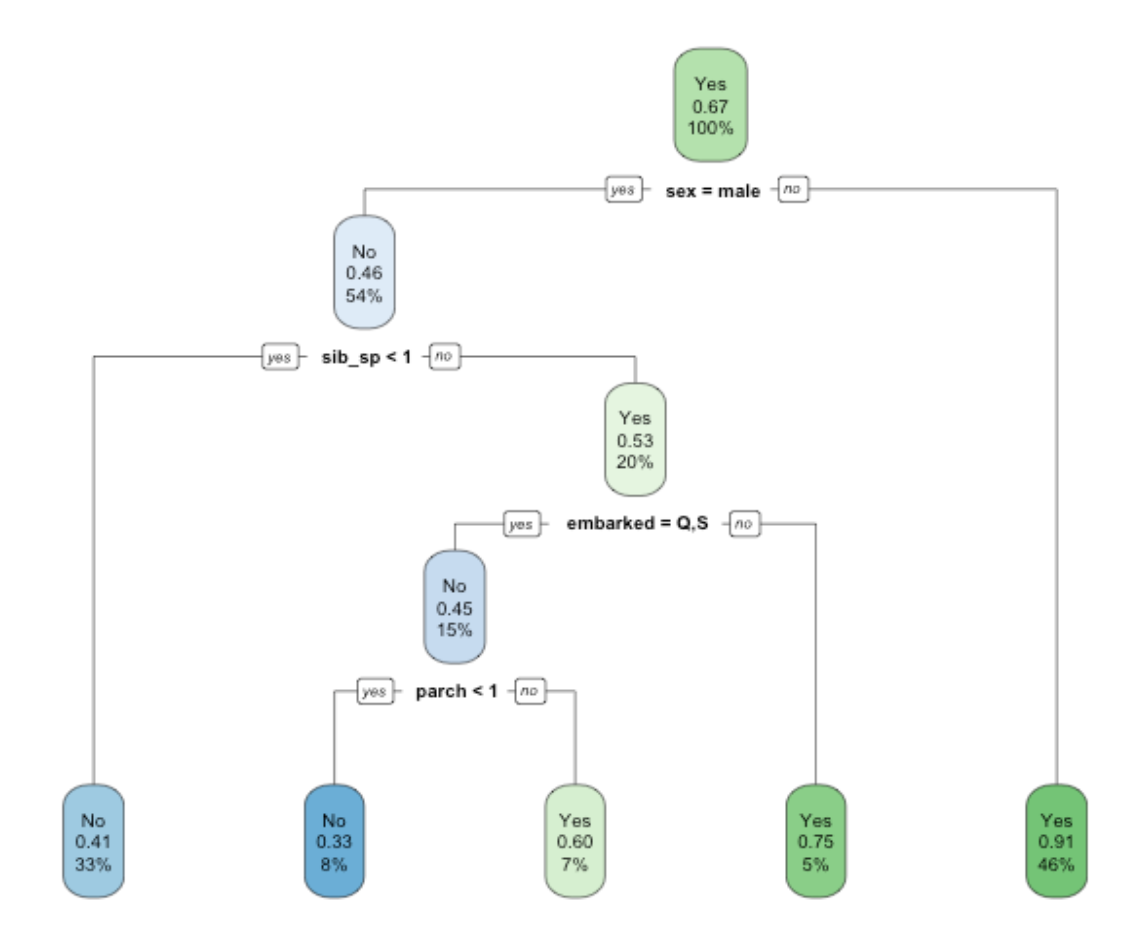 Yes
0.67
100%
yes sex = male no
No
0.46
54%
yes sib_sp < 1 no
Yes
0.53
20%
yes embarked = Q,S no
No
0.45
15%
yes parch < 1 no
No
0.41
33%
No
0.33
8%
Yes
0.60
7%
Yes
0.75
5%
Yes
0.91
46%